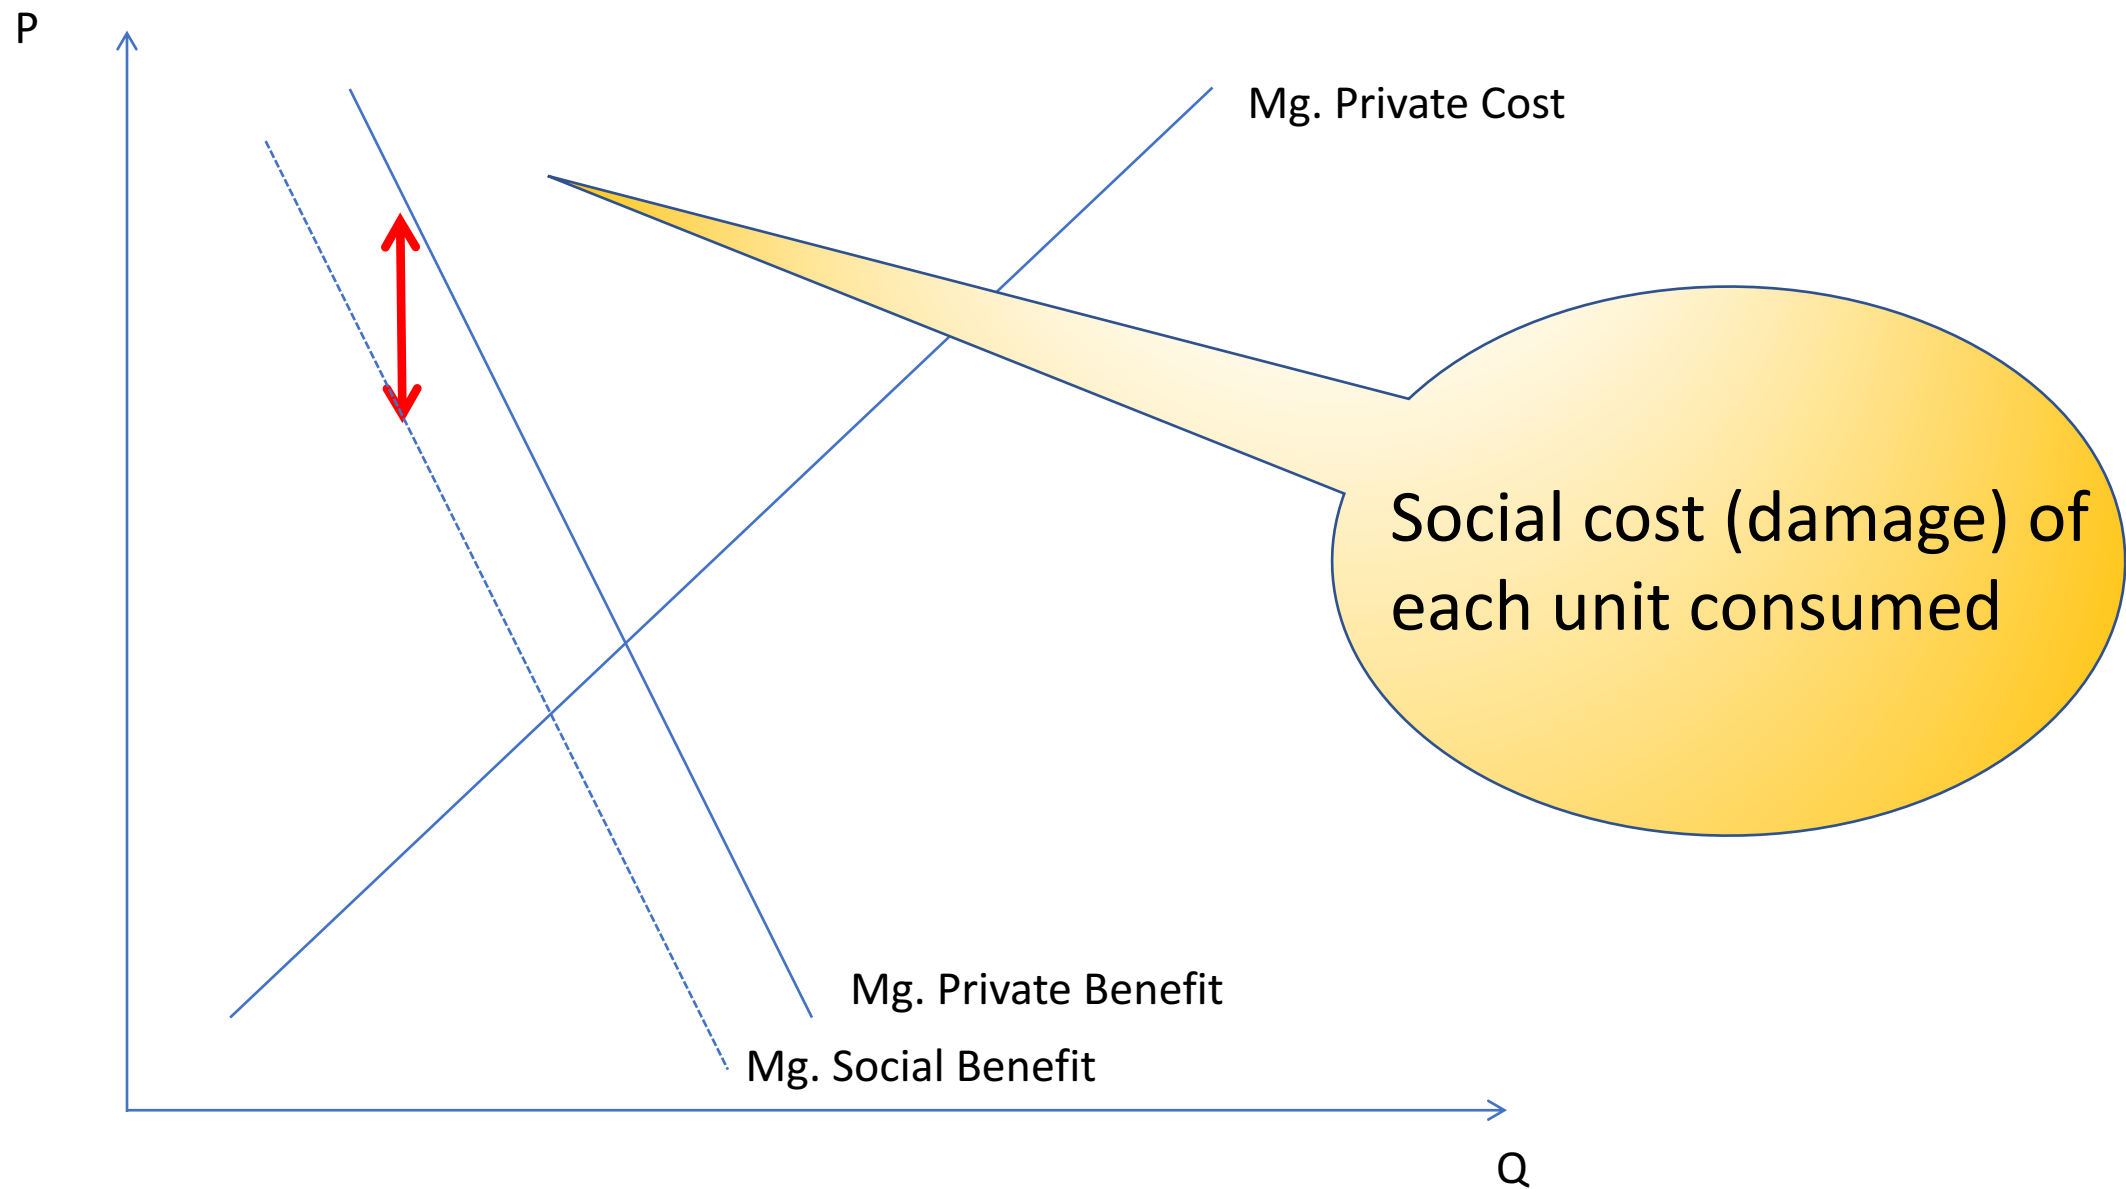 P
Mg. Private Cost
Social cost (damage) of
each unit consumed
Mg. Private Benefit
Mg. Social Benefit
Q